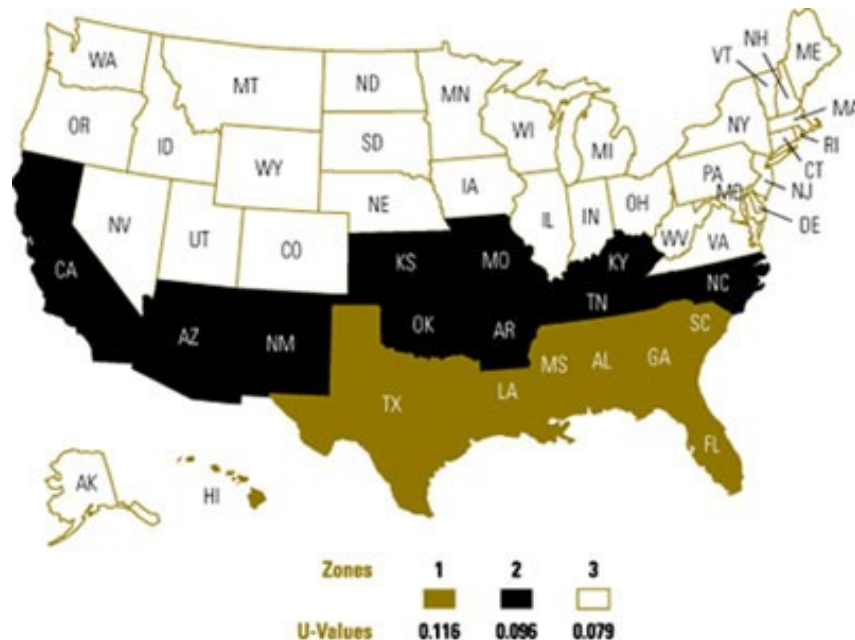 NH
ME
VT
WA
MT
ND
MN
MA
OR
ID
WI
NY
SD
RI
MI
WY
CT
PA
IA
MD
NJ
NE
OH
NV
IL
IN
DE
UT
WV
VA
CO
CA
KS
MO
KY
NC
TN
AZ
OK
AR
NM
SC
MS
AL
GA
LA
TX
FL
AK
HI
Zones 1 2 3
U-Values 0.116 0.096 0.079